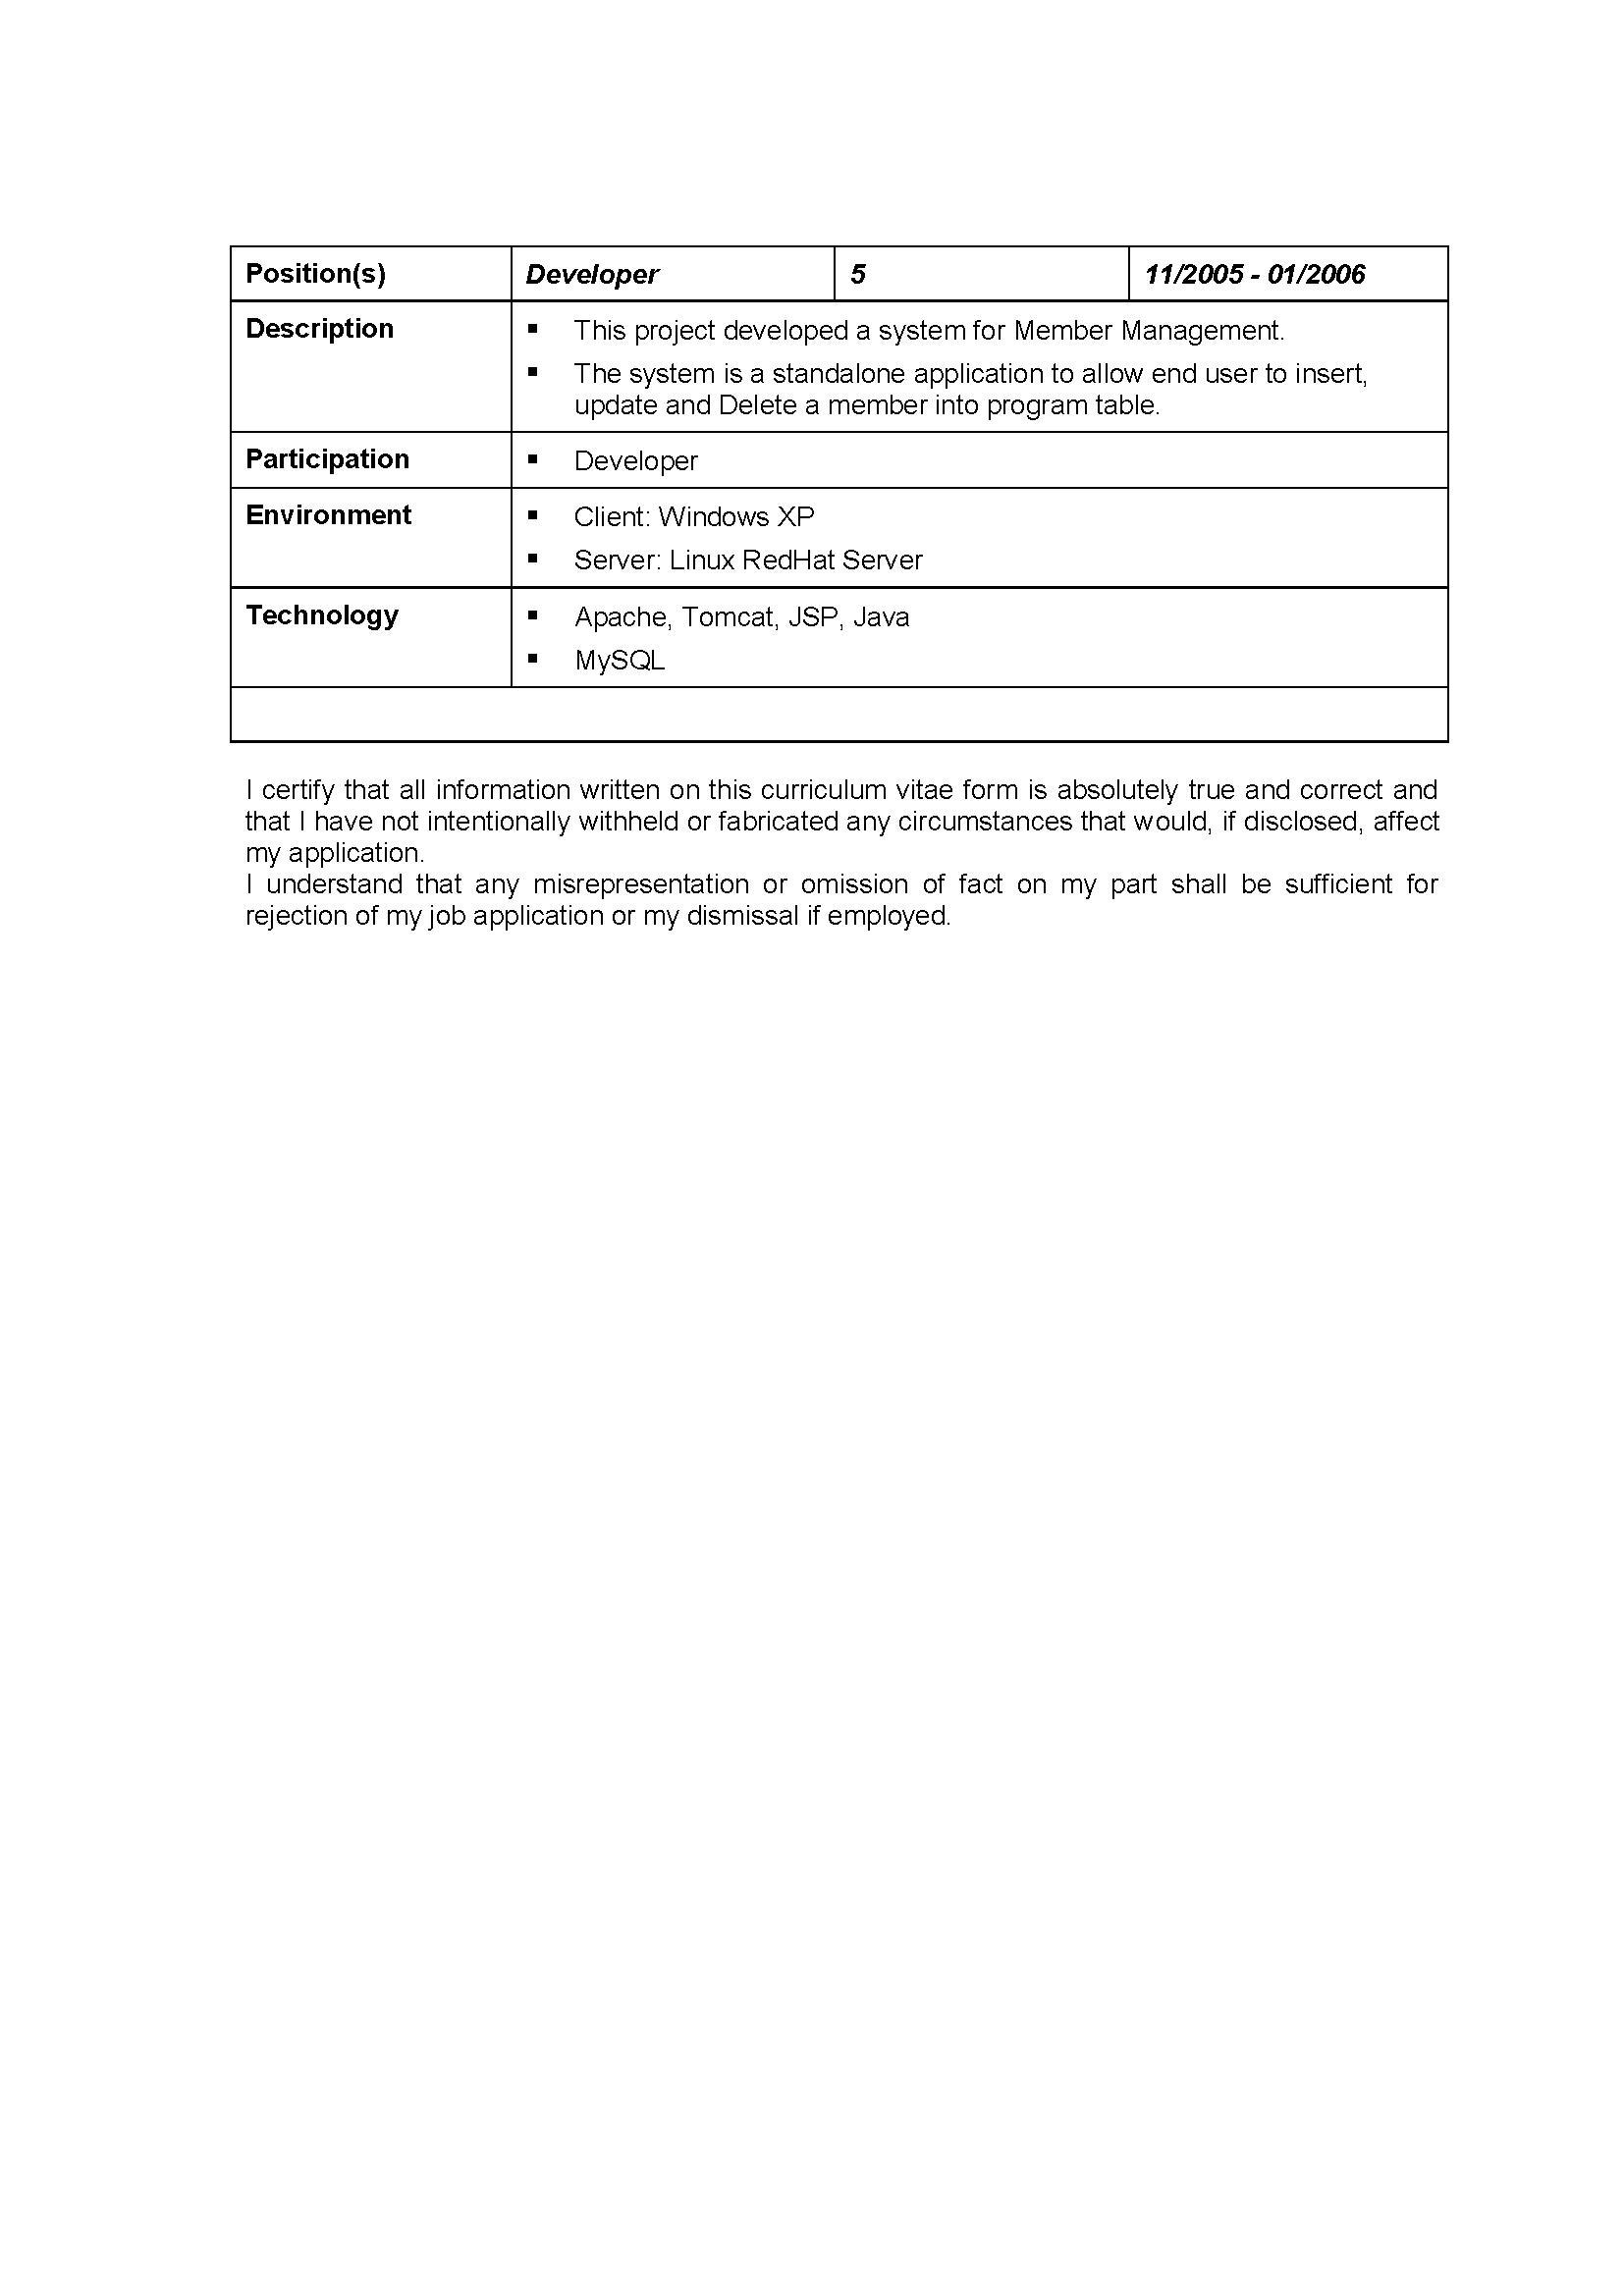 Position(s) Developer 5 11/2005 - 01/2006
Description ▪ This project developed a system for Member Management.
▪ The system is a standalone application to allow end user to insert,
update and Delete a member into program table.
Participation ▪ Developer
Environment ▪ Client: Windows XP
▪ Server: Linux RedHat Server
Technology ▪ Apache, Tomcat, JSP, Java
▪ MySQL
I certify that all information written on this curriculum vitae form is absolutely true and correct and
that I have not intentionally withheld or fabricated any circumstances that would, if disclosed, affect
my application.
I understand that any misrepresentation or omission of fact on my part shall be sufficient for
rejection of my job application or my dismissal if employed.